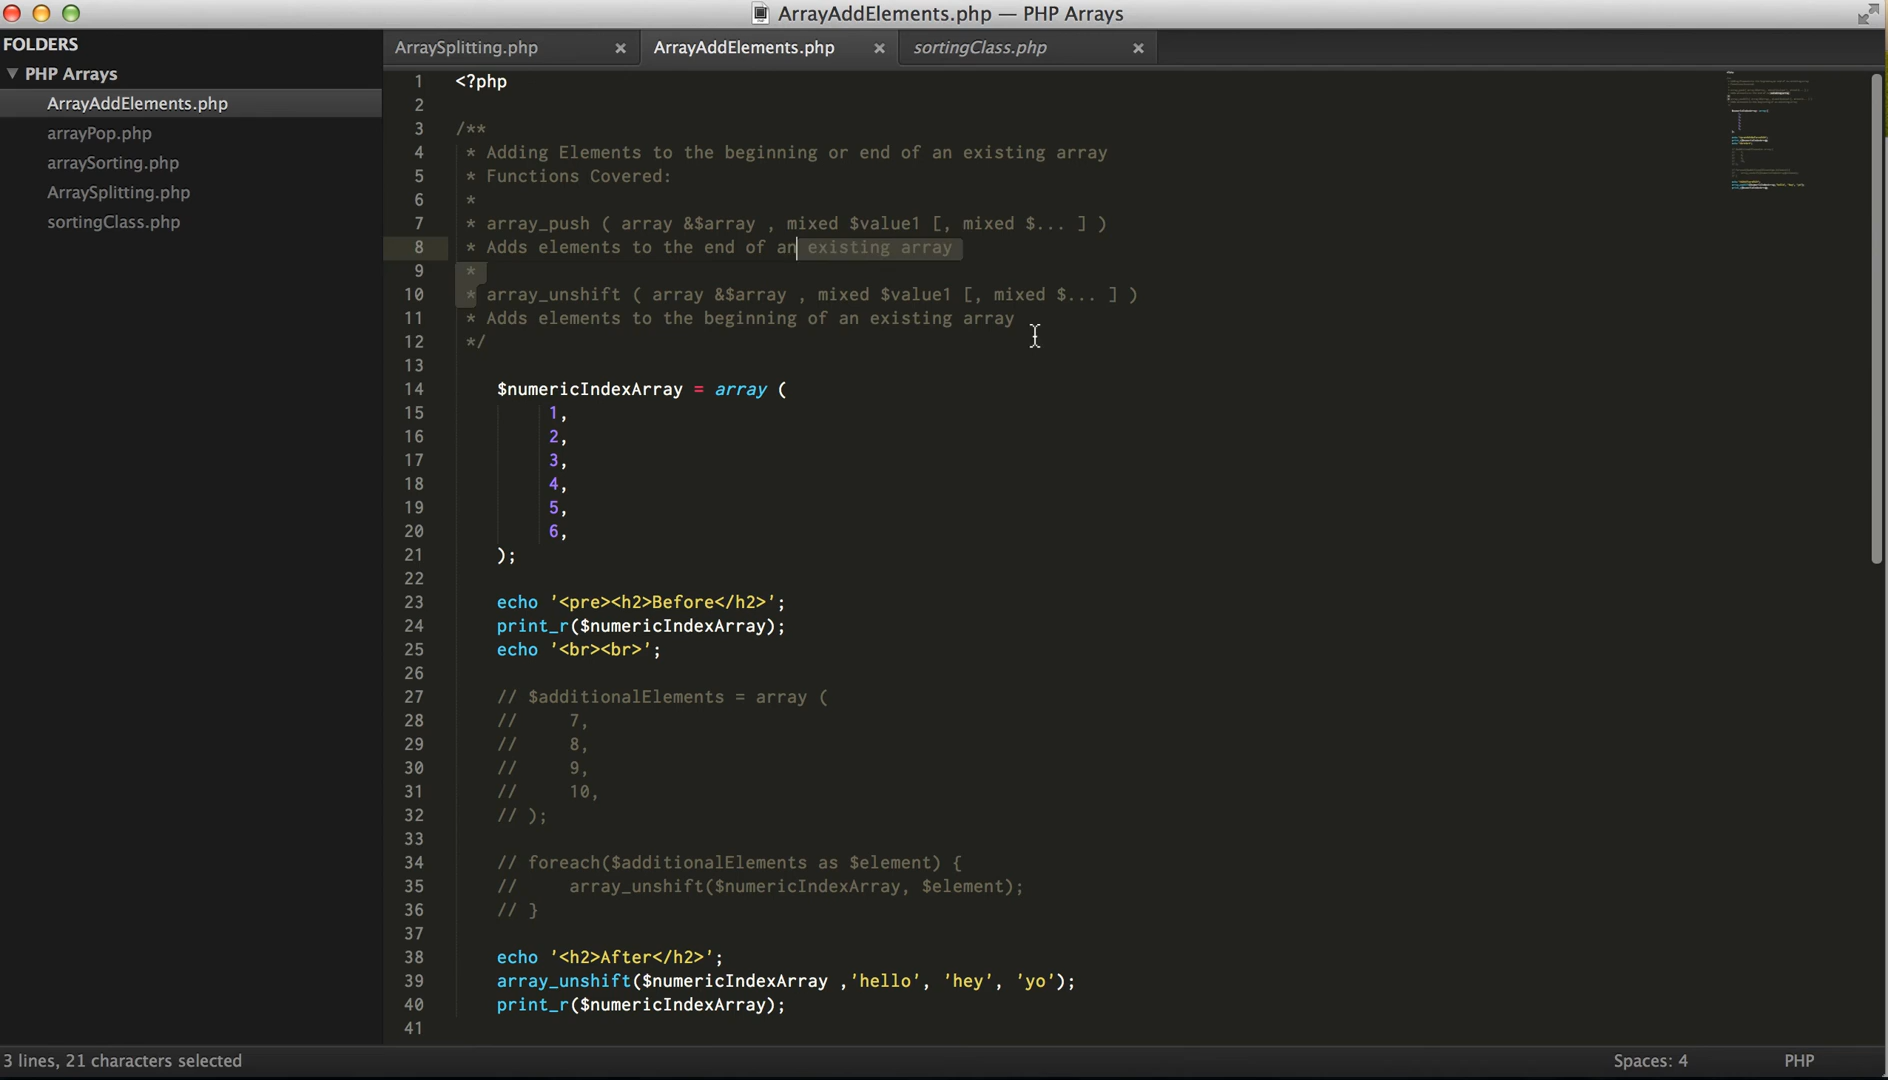 ArrayAddElements.php — PHP Arrays
FOLDERS
PHP Arrays
ArrayAddElements.php
arrayPop.php
arraySorting.php
ArraySplitting.php
sortingClass.php
ArraySplitting.php × ArrayAddElements.php × sortingClass.php ×
1 <?php
2
3 /**
4 * Adding Elements to the beginning or end of an existing array
5 * Functions Covered:
6 *
7 * array_push ( array &$array , mixed $value1 [, mixed $... ] )
8 * Adds elements to the end of an existing array
9 *
10 * array_unshift ( array &$array , mixed $value1 [, mixed $... ] )
11 * Adds elements to the beginning of an existing array
12 */
13
14 $numericIndexArray = array (
15 1,
16 2,
17 3,
18 4,
19 5,
20 6,
21 );
22
23 echo '<pre><h2>Before</h2>';
24 print_r($numericIndexArray);
25 echo '<br><br>';
26
27 // $additionalElements = array (
28 // 7,
29 // 8,
30 // 9,
31 // 10,
32 // );
33
34 // foreach($additionalElements as $element) {
35 // array_unshift($numericIndexArray, $element);
36 // }
37
38 echo '<h2>After</h2>';
39 array_unshift($numericIndexArray ,'hello', 'hey', 'yo');
40 print_r($numericIndexArray);
41
3 lines, 21 characters selected
Spaces: 4
PHP